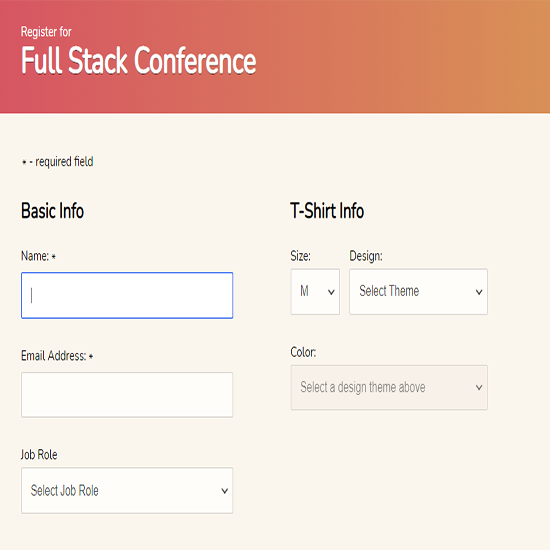 Register for
Full Stack Conference
* - required field
Basic Info
Name: *
Email Address: *
Job Role
Select Job Role
T-Shirt Info
Size:
Design:
M
Select Theme
Color:
Select a design theme above